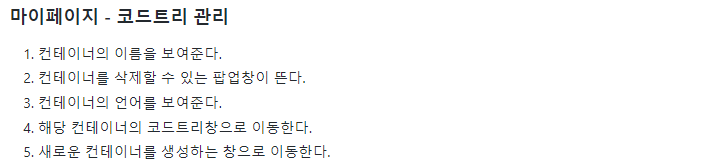 마이페이지 - 코드트리 관리
1. 컨테이너의 이름을 보여준다.
2. 컨테이너를 삭제할 수 있는 팝업창이 뜬다.
3. 컨테이너의 언어를 보여준다.
4. 해당 컨테이너의 코드트리창으로 이동한다.
5. 새로운 컨테이너를 생성하는 창으로 이동한다.